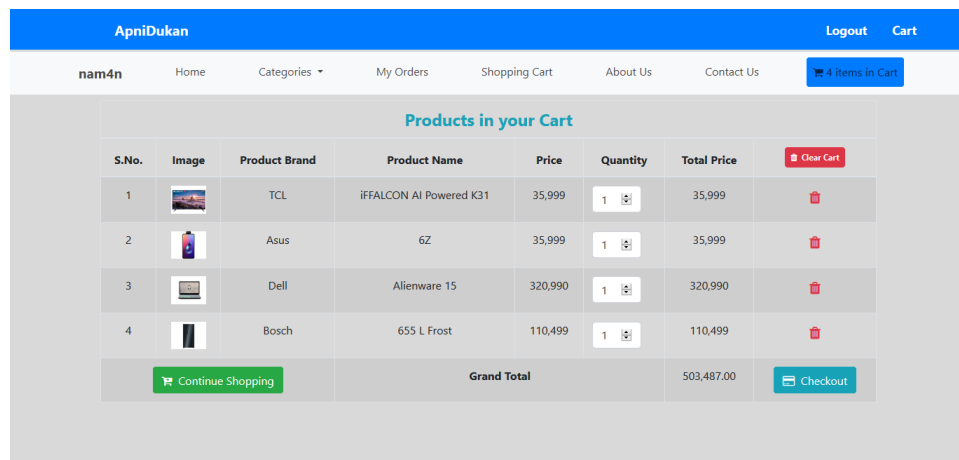 ApniDukan Logout Cart
nam4n Home Categories My Orders Shopping Cart About Us Contact Us 4 items in Cart
Products in your Cart
S.No. Image Product Brand Product Name Price Quantity Total Price Clear Cart
1 TCL iFFALCON AI Powered K31 35,999 1 35,999
2 Asus 6Z 35,999 1 35,999
3 Dell Alienware 15 320,990 1 320,990
4 Bosch 655 L Frost 110,499 1 110,499
Continue Shopping Grand Total 503,487.00 Checkout